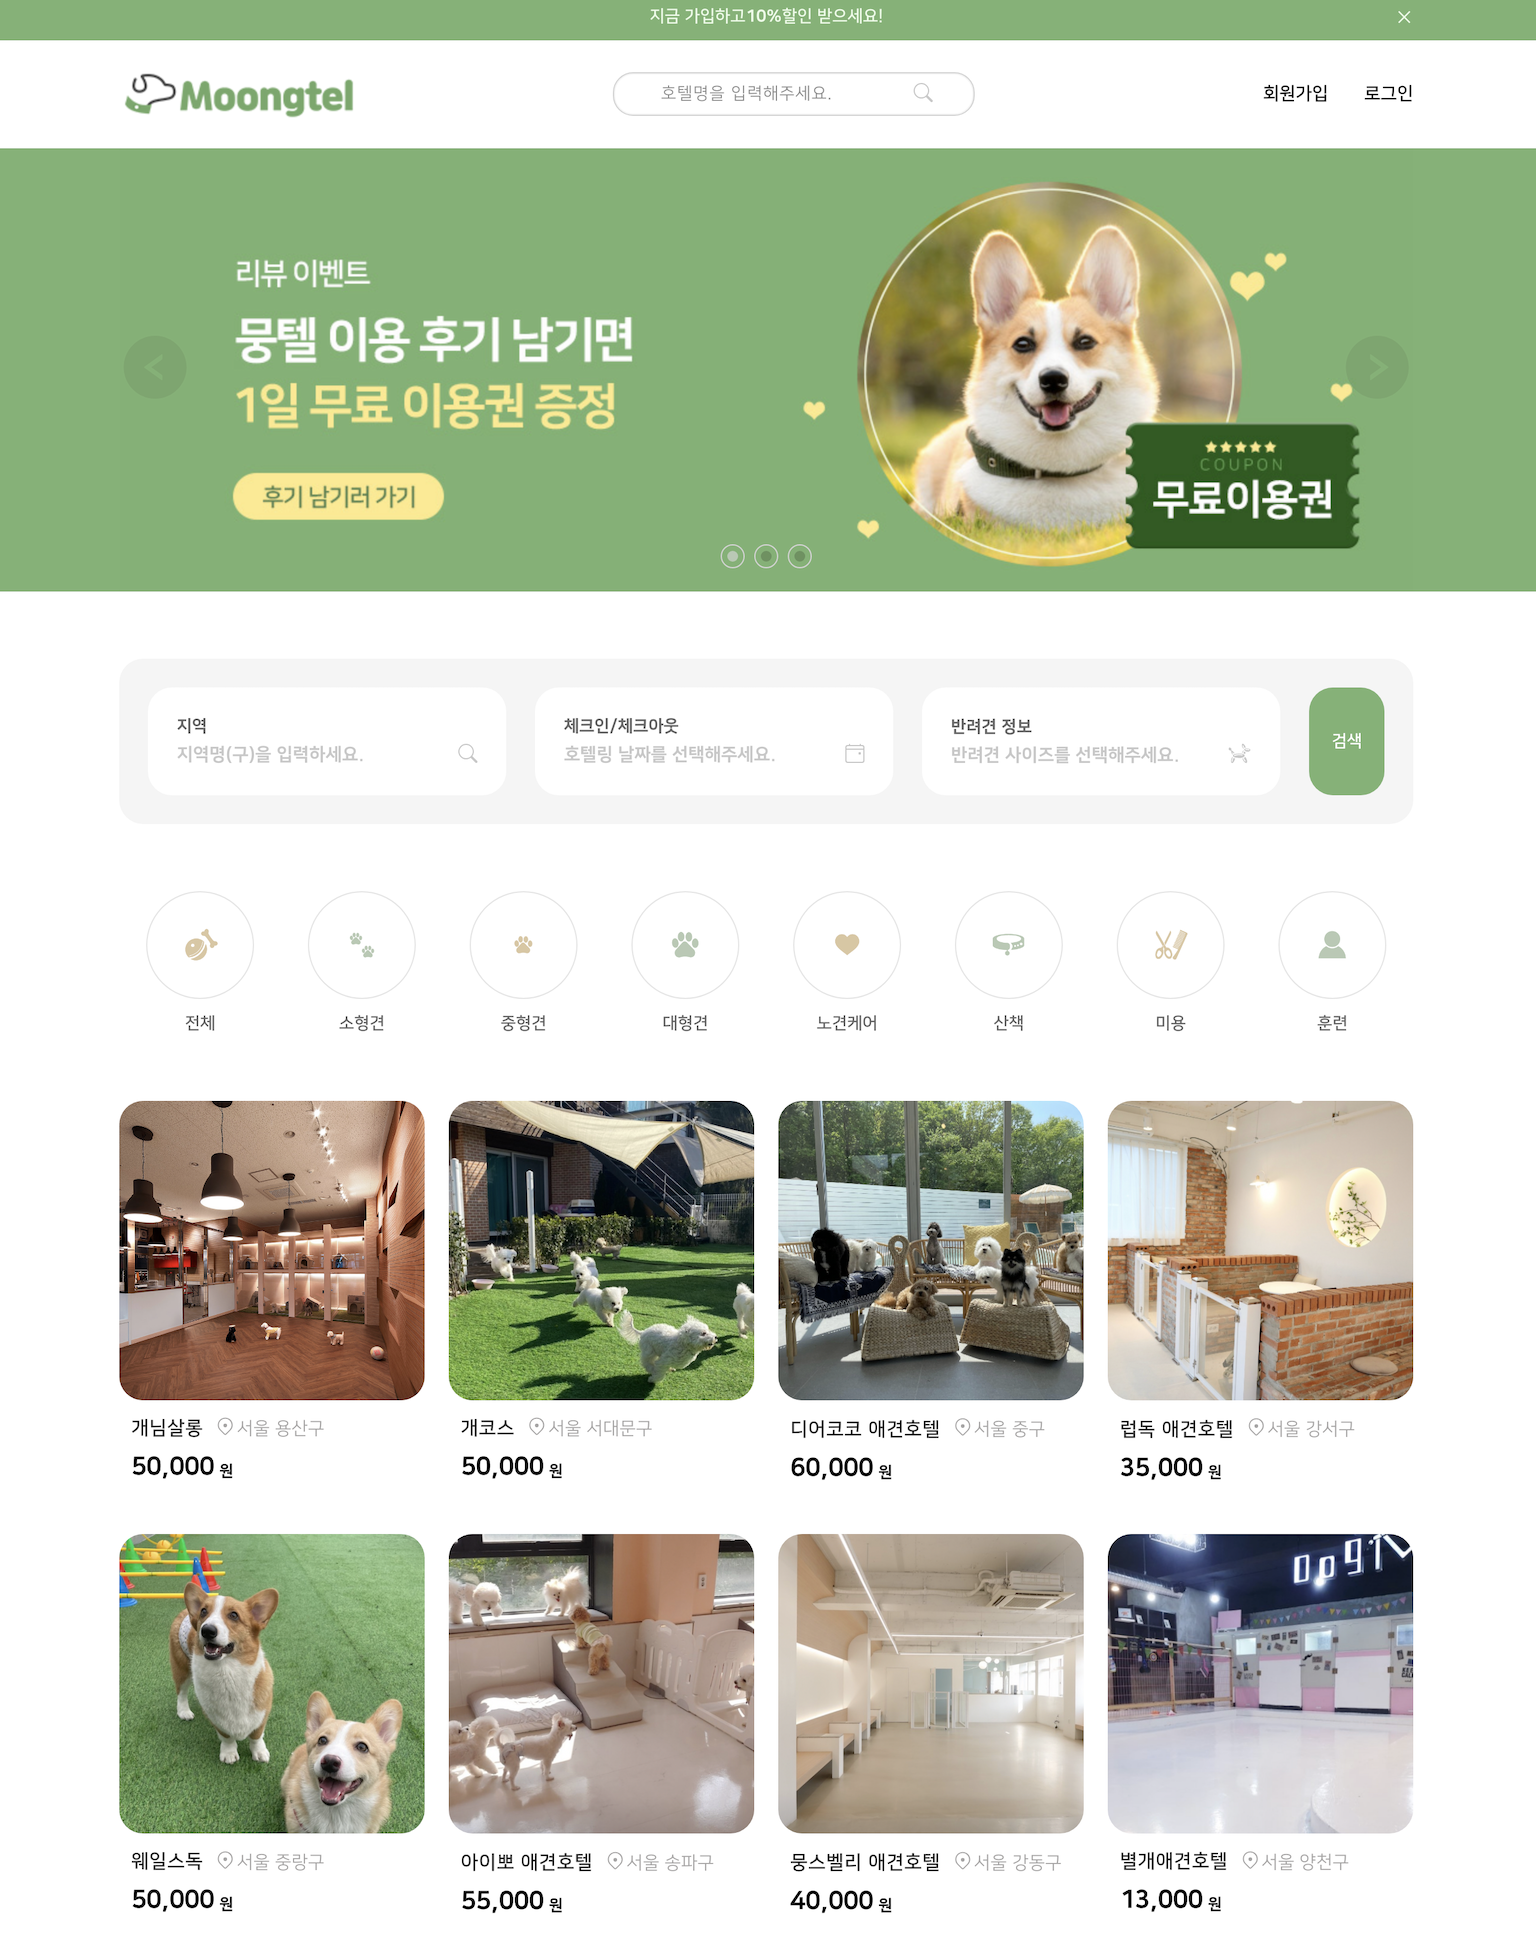 지금 가입하고10%할인 받으세요!
Moongtel
호텔명을 입력해주세요.
회원가입 로그인
리뷰 이벤트
뭉텔 이용 후기 남기면
1일 무료 이용권 증정
후기 남기러 가기
COUPON
무료이용권
지역
지역명(구)을 입력하세요.
체크인/체크아웃
호텔링 날짜를 선택해주세요.
반려견 정보
반려견 사이즈를 선택해주세요.
검색
전체 소형견 중형견 대형견 노견케어 산책 미용 훈련
개님살롱 서울 용산구
50,000 원
개코스 서울 서대문구
50,000 원
디어코코 애견호텔 서울 중구
60,000 원
럽독 애견호텔 서울 강서구
35,000 원
웨일스독 서울 중랑구
50,000 원
아이뽀 애견호텔 서울 송파구
55,000 원
뭉스벨리 애견호텔 서울 강동구
40,000 원
별개애견호텔 서울 양천구
13,000 원